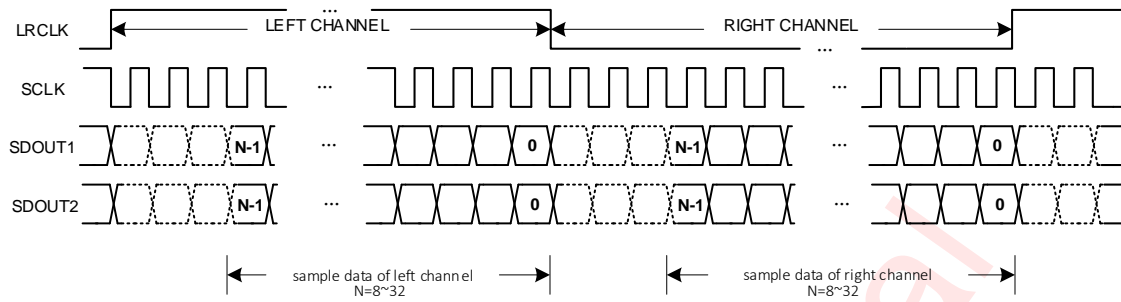 ...
LRCLK LEFT CHANNEL RIGHT CHANNEL
...
SCLK ... ...
SDOUT1 N-1 ... 0 N-1 ... 0
SDOUT2 N-1 ... 0 N-1 ... 0
sample data of left channel sample data of right channel
N=8~32 N=8~32